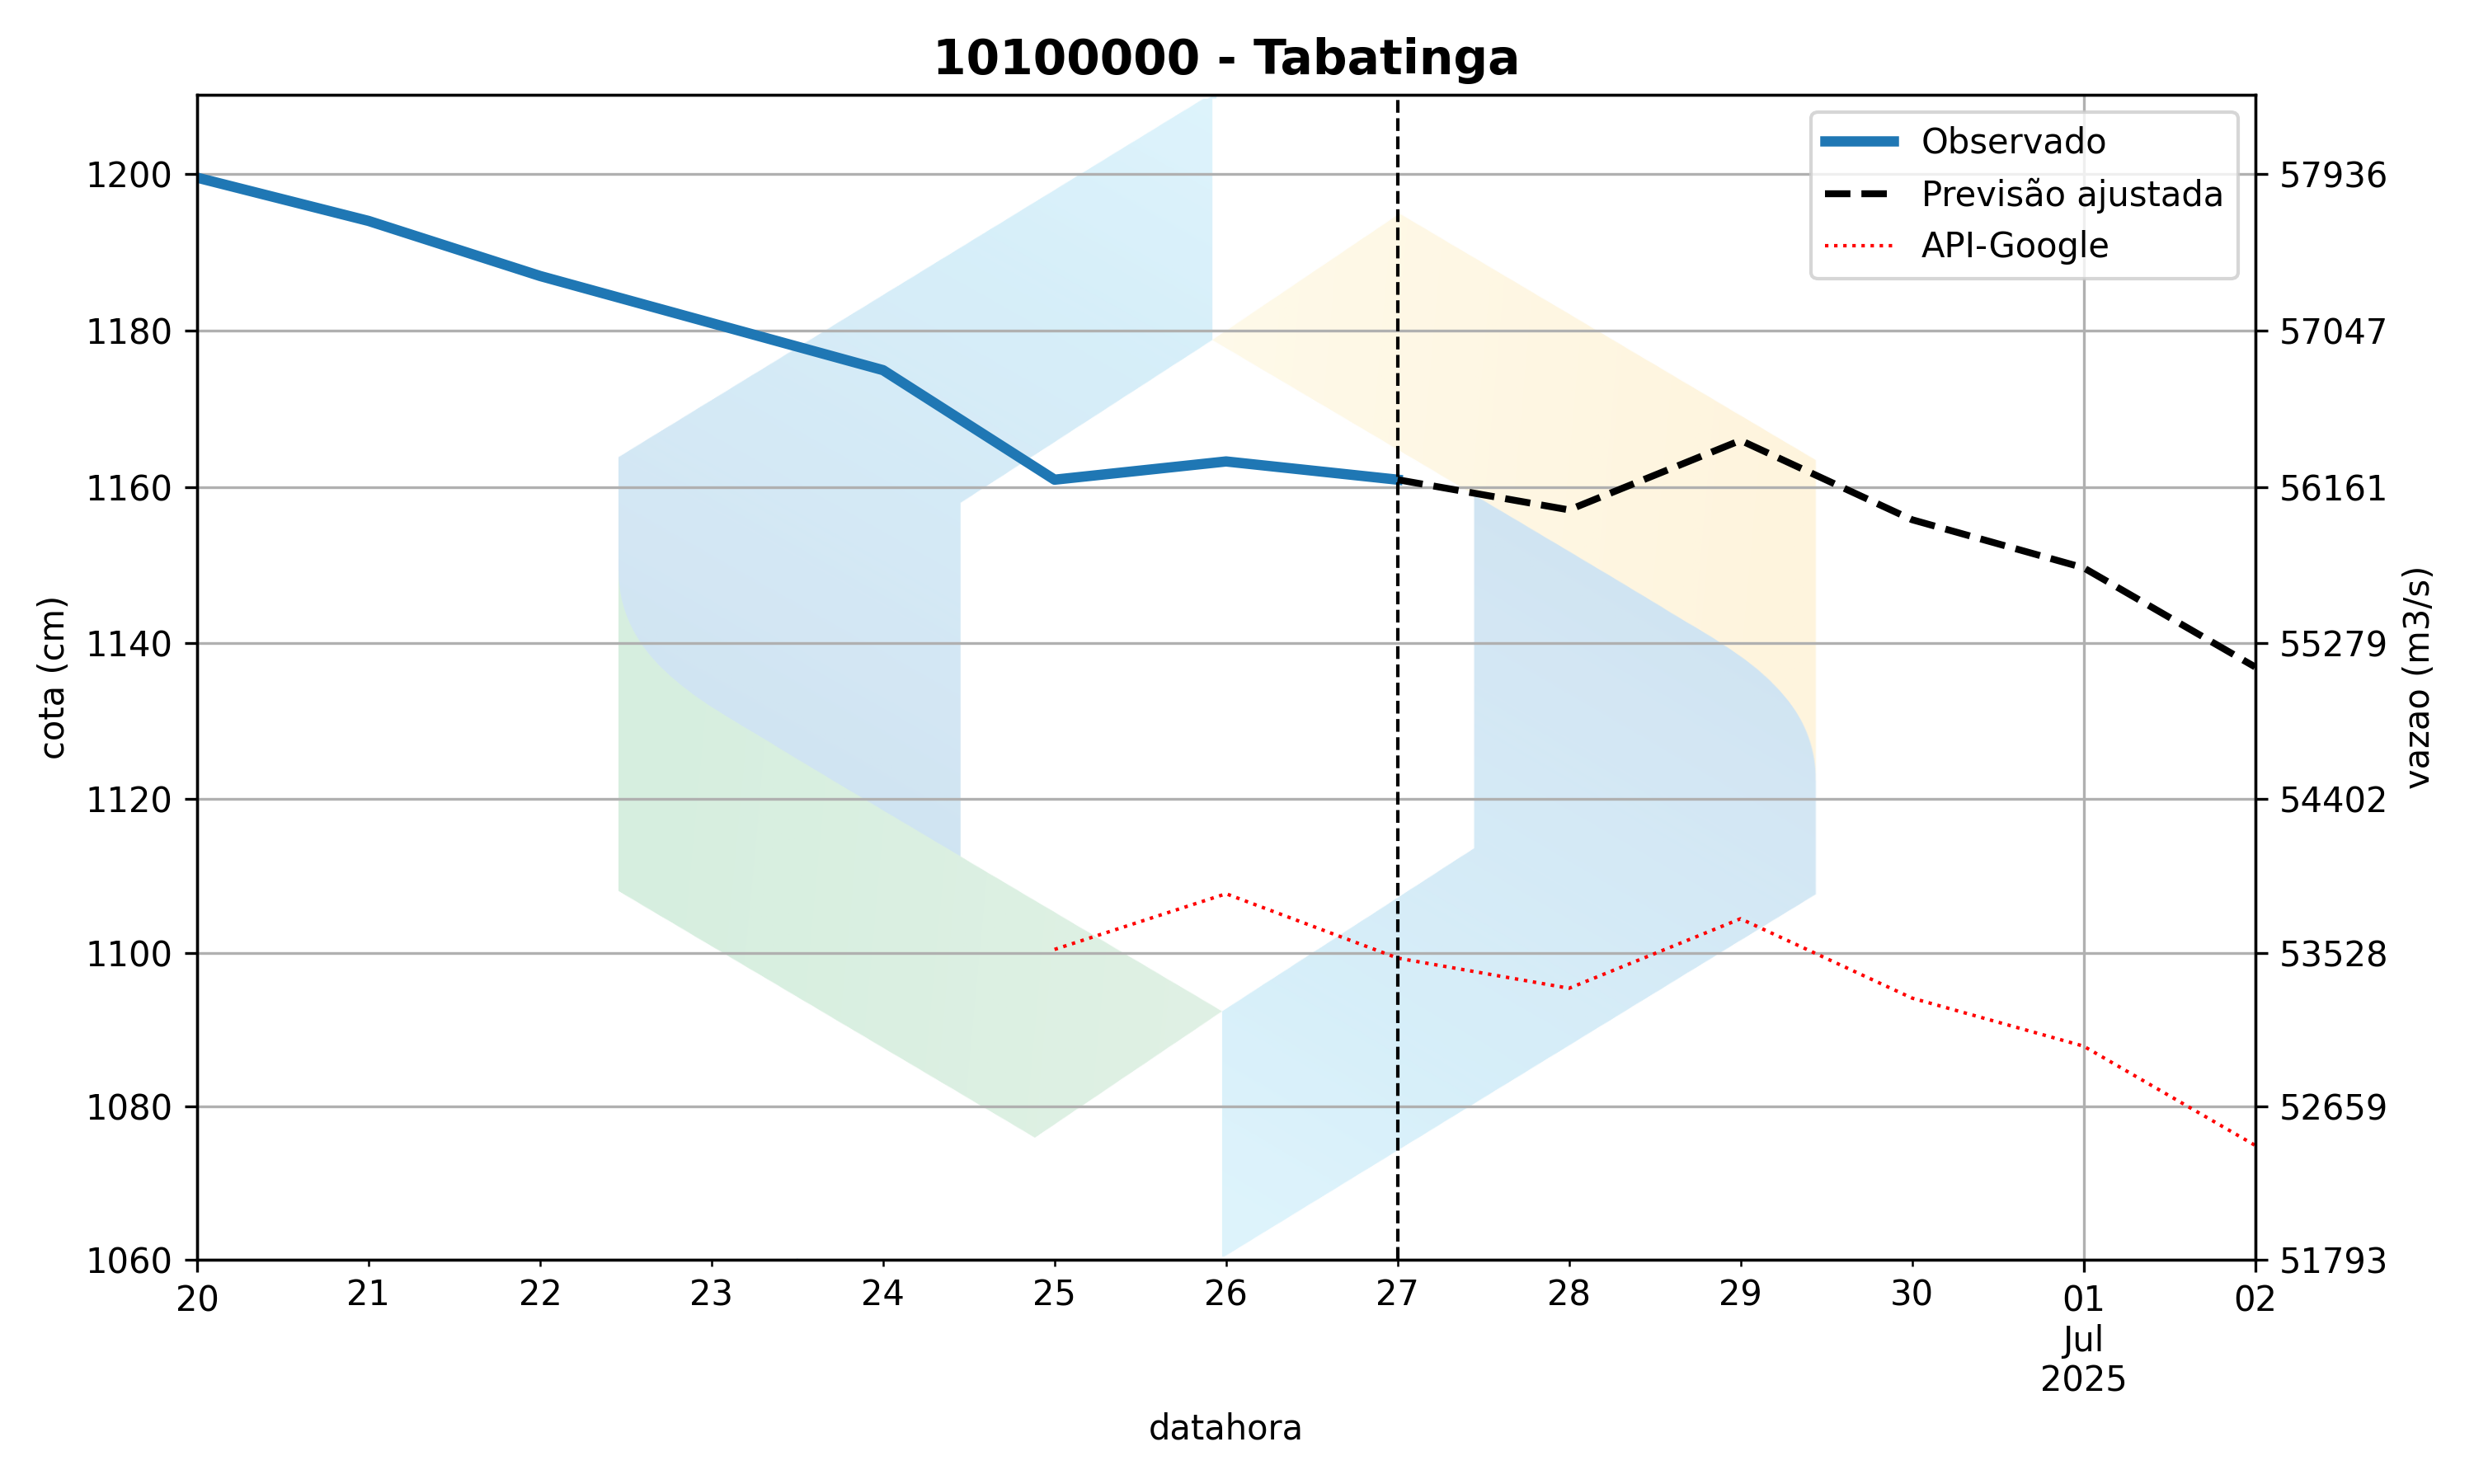 10100000 - Tabatinga
Observado
Previsão ajustada
API-Google
1200
1180
1160
1140
1120
1100
1080
1060
cota (cm)
57936
57047
56161
55279
54402
53528
52659
51793
vazao (m3/s)
20 21 22 23 24 25 26 27 28 29 30 01 02
Jul
2025
datahora